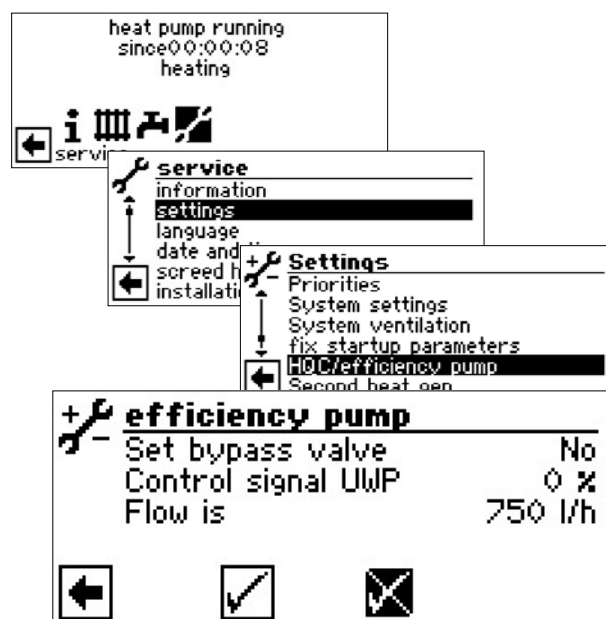 heat pump running
since00:00:08
heating
service
information
settings
language
date and
screed h
installati
Settings
Priorities
System settings
System ventilation
fix startup parameters
HQC/efficiency pump
Second heat gen
efficiency pump
Set bypass valve No
Control signal UWP 0 %
Flow is 750 l/h